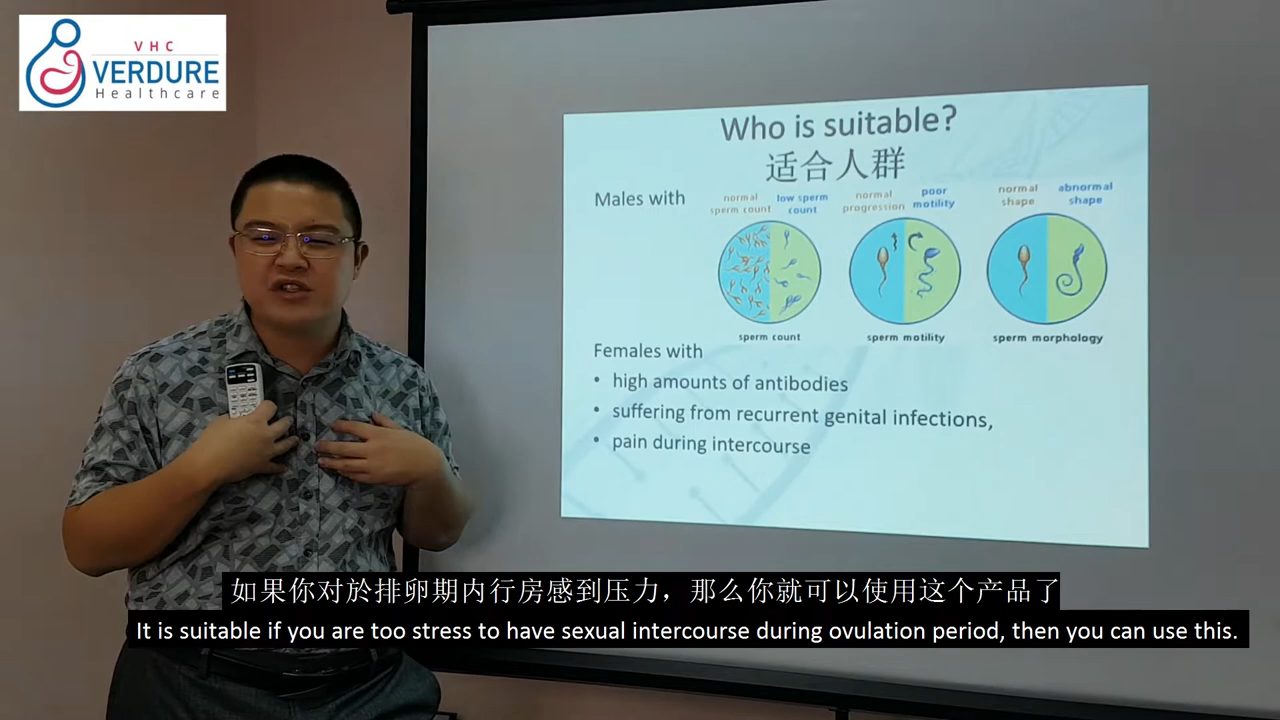 VHC
VERDURE
Healthcare
Who is suitable?
适合人群
Males with
normal sperm count
low sperm count
normal progression
poor motility
normal shape
abnormal shape
sperm count
sperm motility
sperm morphology
Females with
• high amounts of antibodies
• suffering from recurrent genital infections,
• pain during intercourse
如果你对於排卵期内行房感到压力，那么你就可以使用这个产品了
It is suitable if you are too stress to have sexual intercourse during ovulation period, then you can use this.